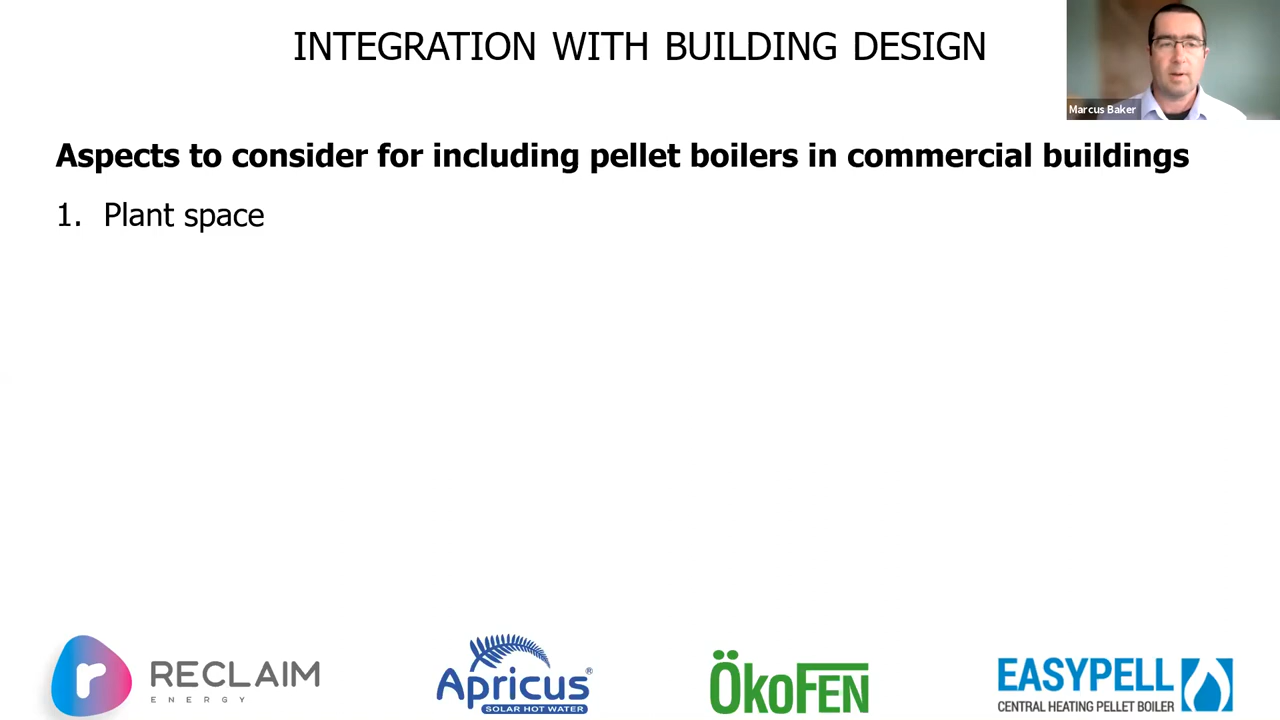 INTEGRATION WITH BUILDING DESIGN
Marcus Baker
Aspects to consider for including pellet boilers in commercial buildings
1. Plant space
r
RECLAIM
ENERGY
Apricus®
SOLAR HOT WATER
ÖkoFEN
EASYPELL
CENTRAL HEATING PELLET BOILER